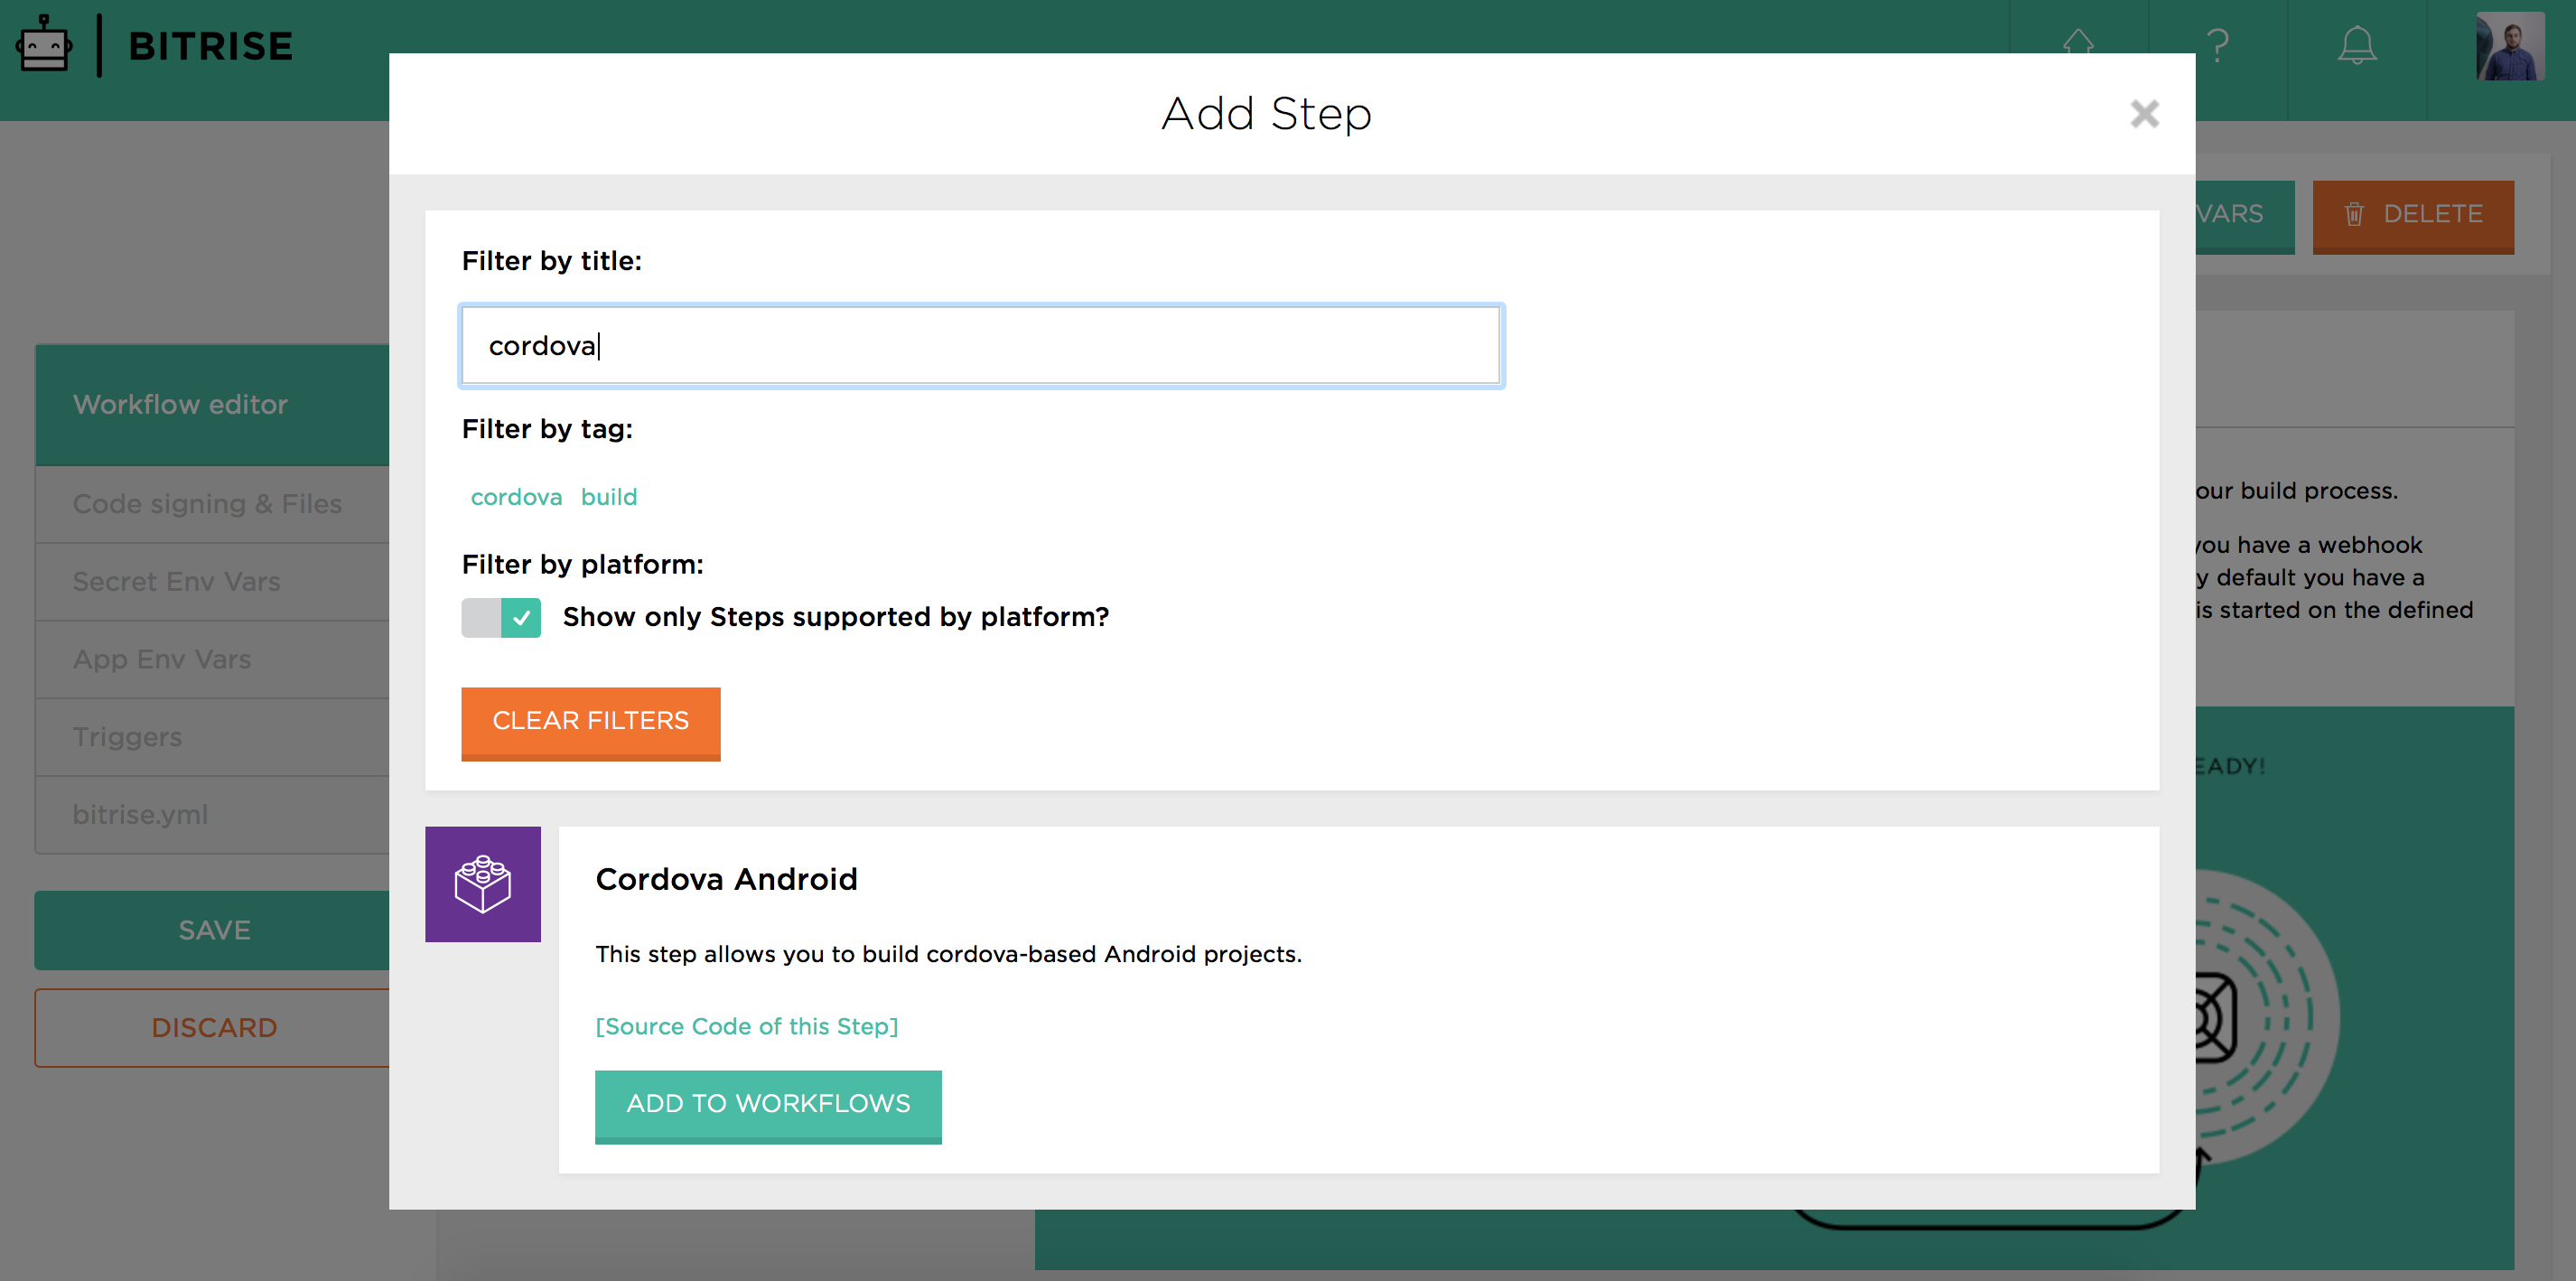 BITRISE
?
Add Step
VARS
DELETE
Filter by title:
cordova
Filter by tag:
cordova build
Filter by platform:
Show only Steps supported by platform?
CLEAR FILTERS
Workflow editor
Code signing & Files
Secret Env Vars
App Env Vars
Triggers
bitrise.yml
SAVE
DISCARD
our build process.
you have a webhook
y default you have a
is started on the defined
EADY!
Cordova Android
This step allows you to build cordova-based Android projects.
[Source Code of this Step]
ADD TO WORKFLOWS